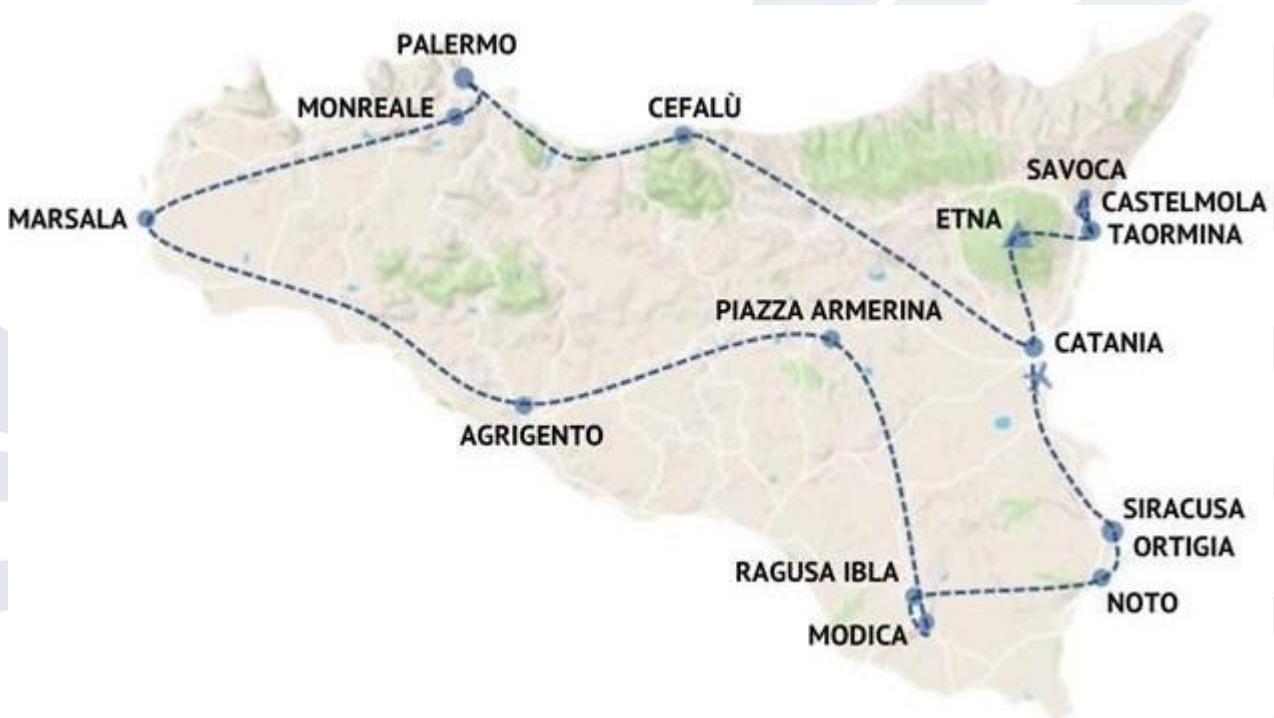 PALERMO
MONREALE
CEFALÙ
SAVOCA
CASTELMOLA
MARSALA
ETNA
TAORMINA
PIAZZA ARMERINA
CATANIA
AGRIGENTO
SIRACUSA
ORTIGIA
RAGUSA IBLA
NOTO
MODICA